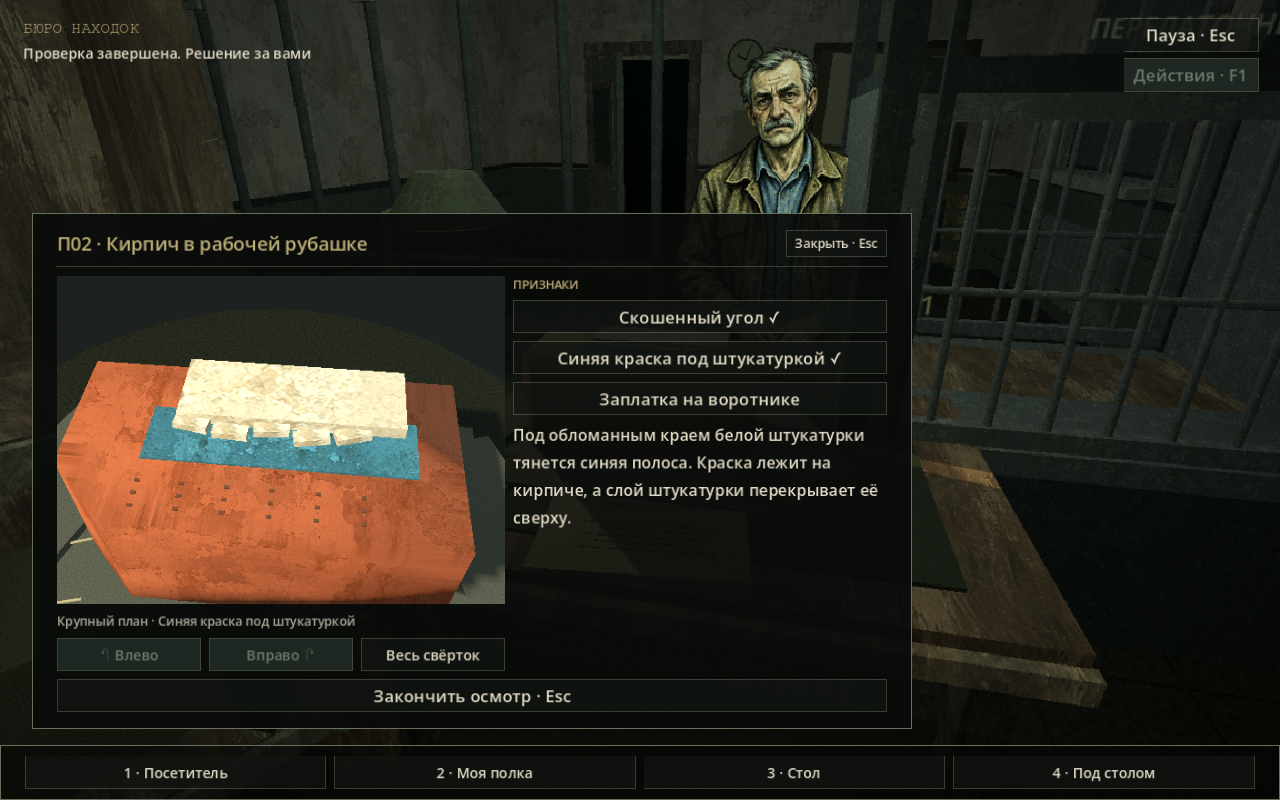 БЮРО НАХОДОК
Проверка завершена. Решение за вами
Пауза · Esc
Действия · F1
П02 · Кирпич в рабочей рубашке
Закрыть · Esc
ПРИЗНАКИ
Скошенный угол ✓
Синяя краска под штукатуркой ✓
Заплатка на воротнике
Под обломанным краем белой штукатурки
тянется синяя полоса. Краска лежит на
кирпиче, а слой штукатурки перекрывает её
сверху.
1
Крупный план · Синяя краска под штукатуркой
Влево
Вправо
Весь свёрток
Закончить осмотр · Esc
1 · Посетитель
2 · Моя полка
3 · Стол
4 · Под столом